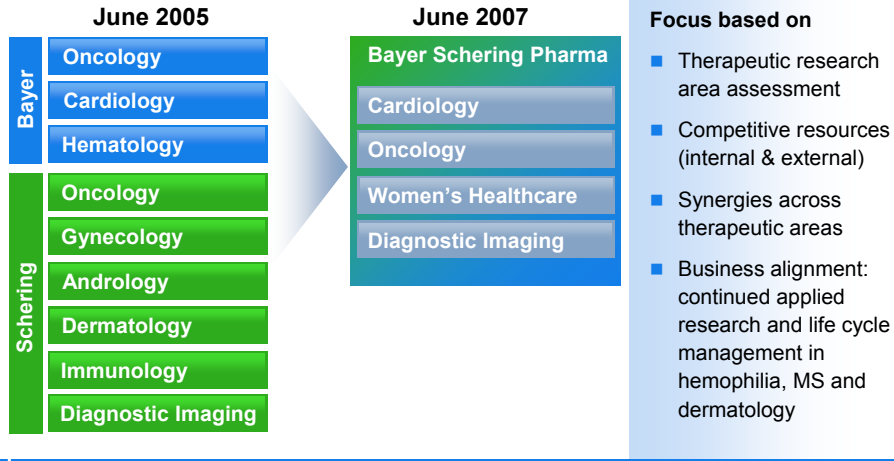 June 2005
Bayer
Oncology
Cardiology
Hematology
Schering
Oncology
Gynecology
Andrology
Dermatology
Immunology
Diagnostic Imaging
June 2007
Bayer Schering Pharma
Cardiology
Oncology
Women's Healthcare
Diagnostic Imaging
Focus based on
Therapeutic research
area assessment
Competitive resources
(internal & external)
Synergies across
therapeutic areas
Business alignment:
continued applied
research and life cycle
management in
hemophilia, MS and
dermatology